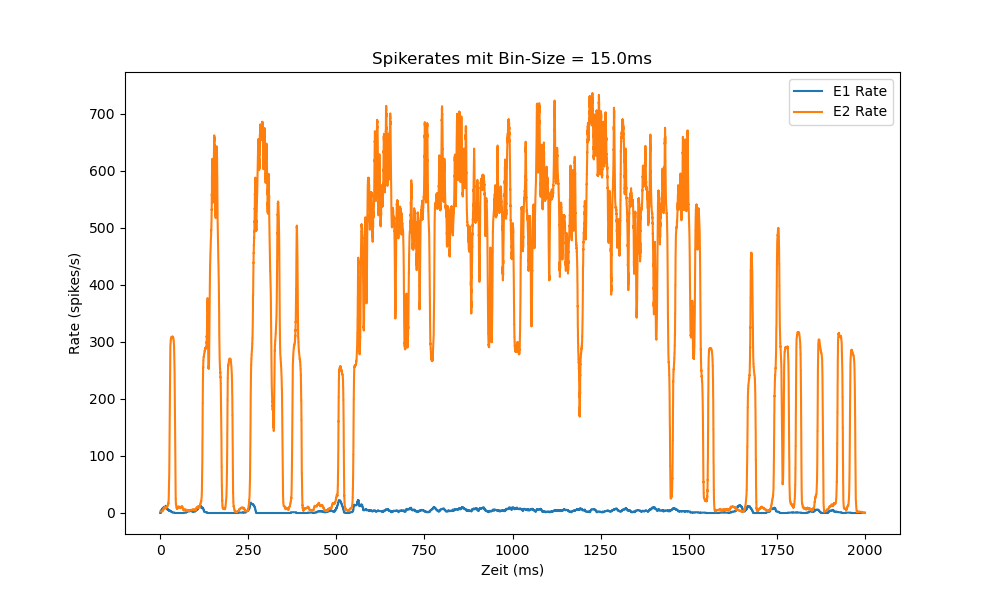 Spikerates mit Bin-Size = 15.0ms
E1 Rate
E2 Rate
Rate (spikes/s)
700
600
500
400
300
200
100
0
0 250 500 750 1000 1250 1500 1750 2000
Zeit (ms)